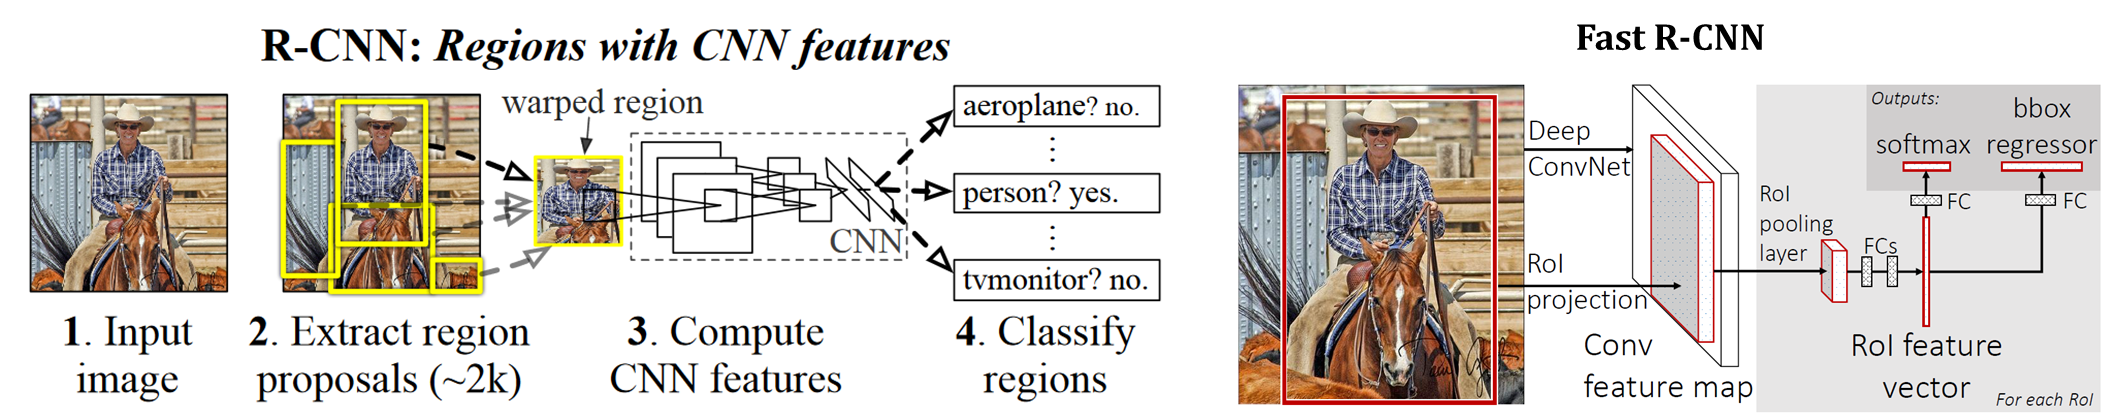 R-CNN: Regions with CNN features
warped region
CNN
aeroplane? no.
⋮
person? yes.
⋮
tvmonitor? no.
1. Input
image
2. Extract region
proposals (~2k)
3. Compute
CNN features
4. Classify
regions
Fast R-CNN
Deep
ConvNet
RoI
projection
Conv
feature map
RoI
pooling
layer
FCs
RoI feature
vector
Outputs:
softmax
bbox
regressor
FC
FC
For each RoI